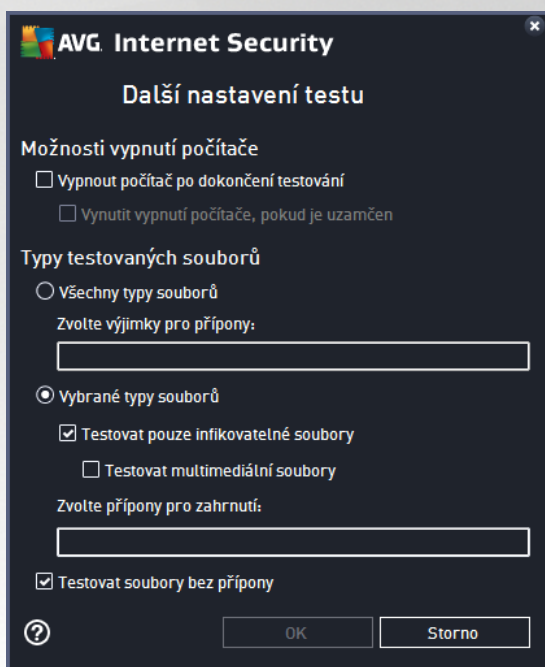 AVG Internet Security
Další nastavení testu
Možnosti vypnutí počítače
Vypnout počítač po dokončení testování
Vynutit vypnutí počítače, pokud je uzamčen
Typy testovaných souborů
Všechny typy souborů
Zvolte výjimky pro přípony:
Vybrané typy souborů
Testovat pouze infikovatelné soubory
Testovat multimediální soubory
Zvolte přípony pro zahrnutí:
Testovat soubory bez přípony
OK
Storno